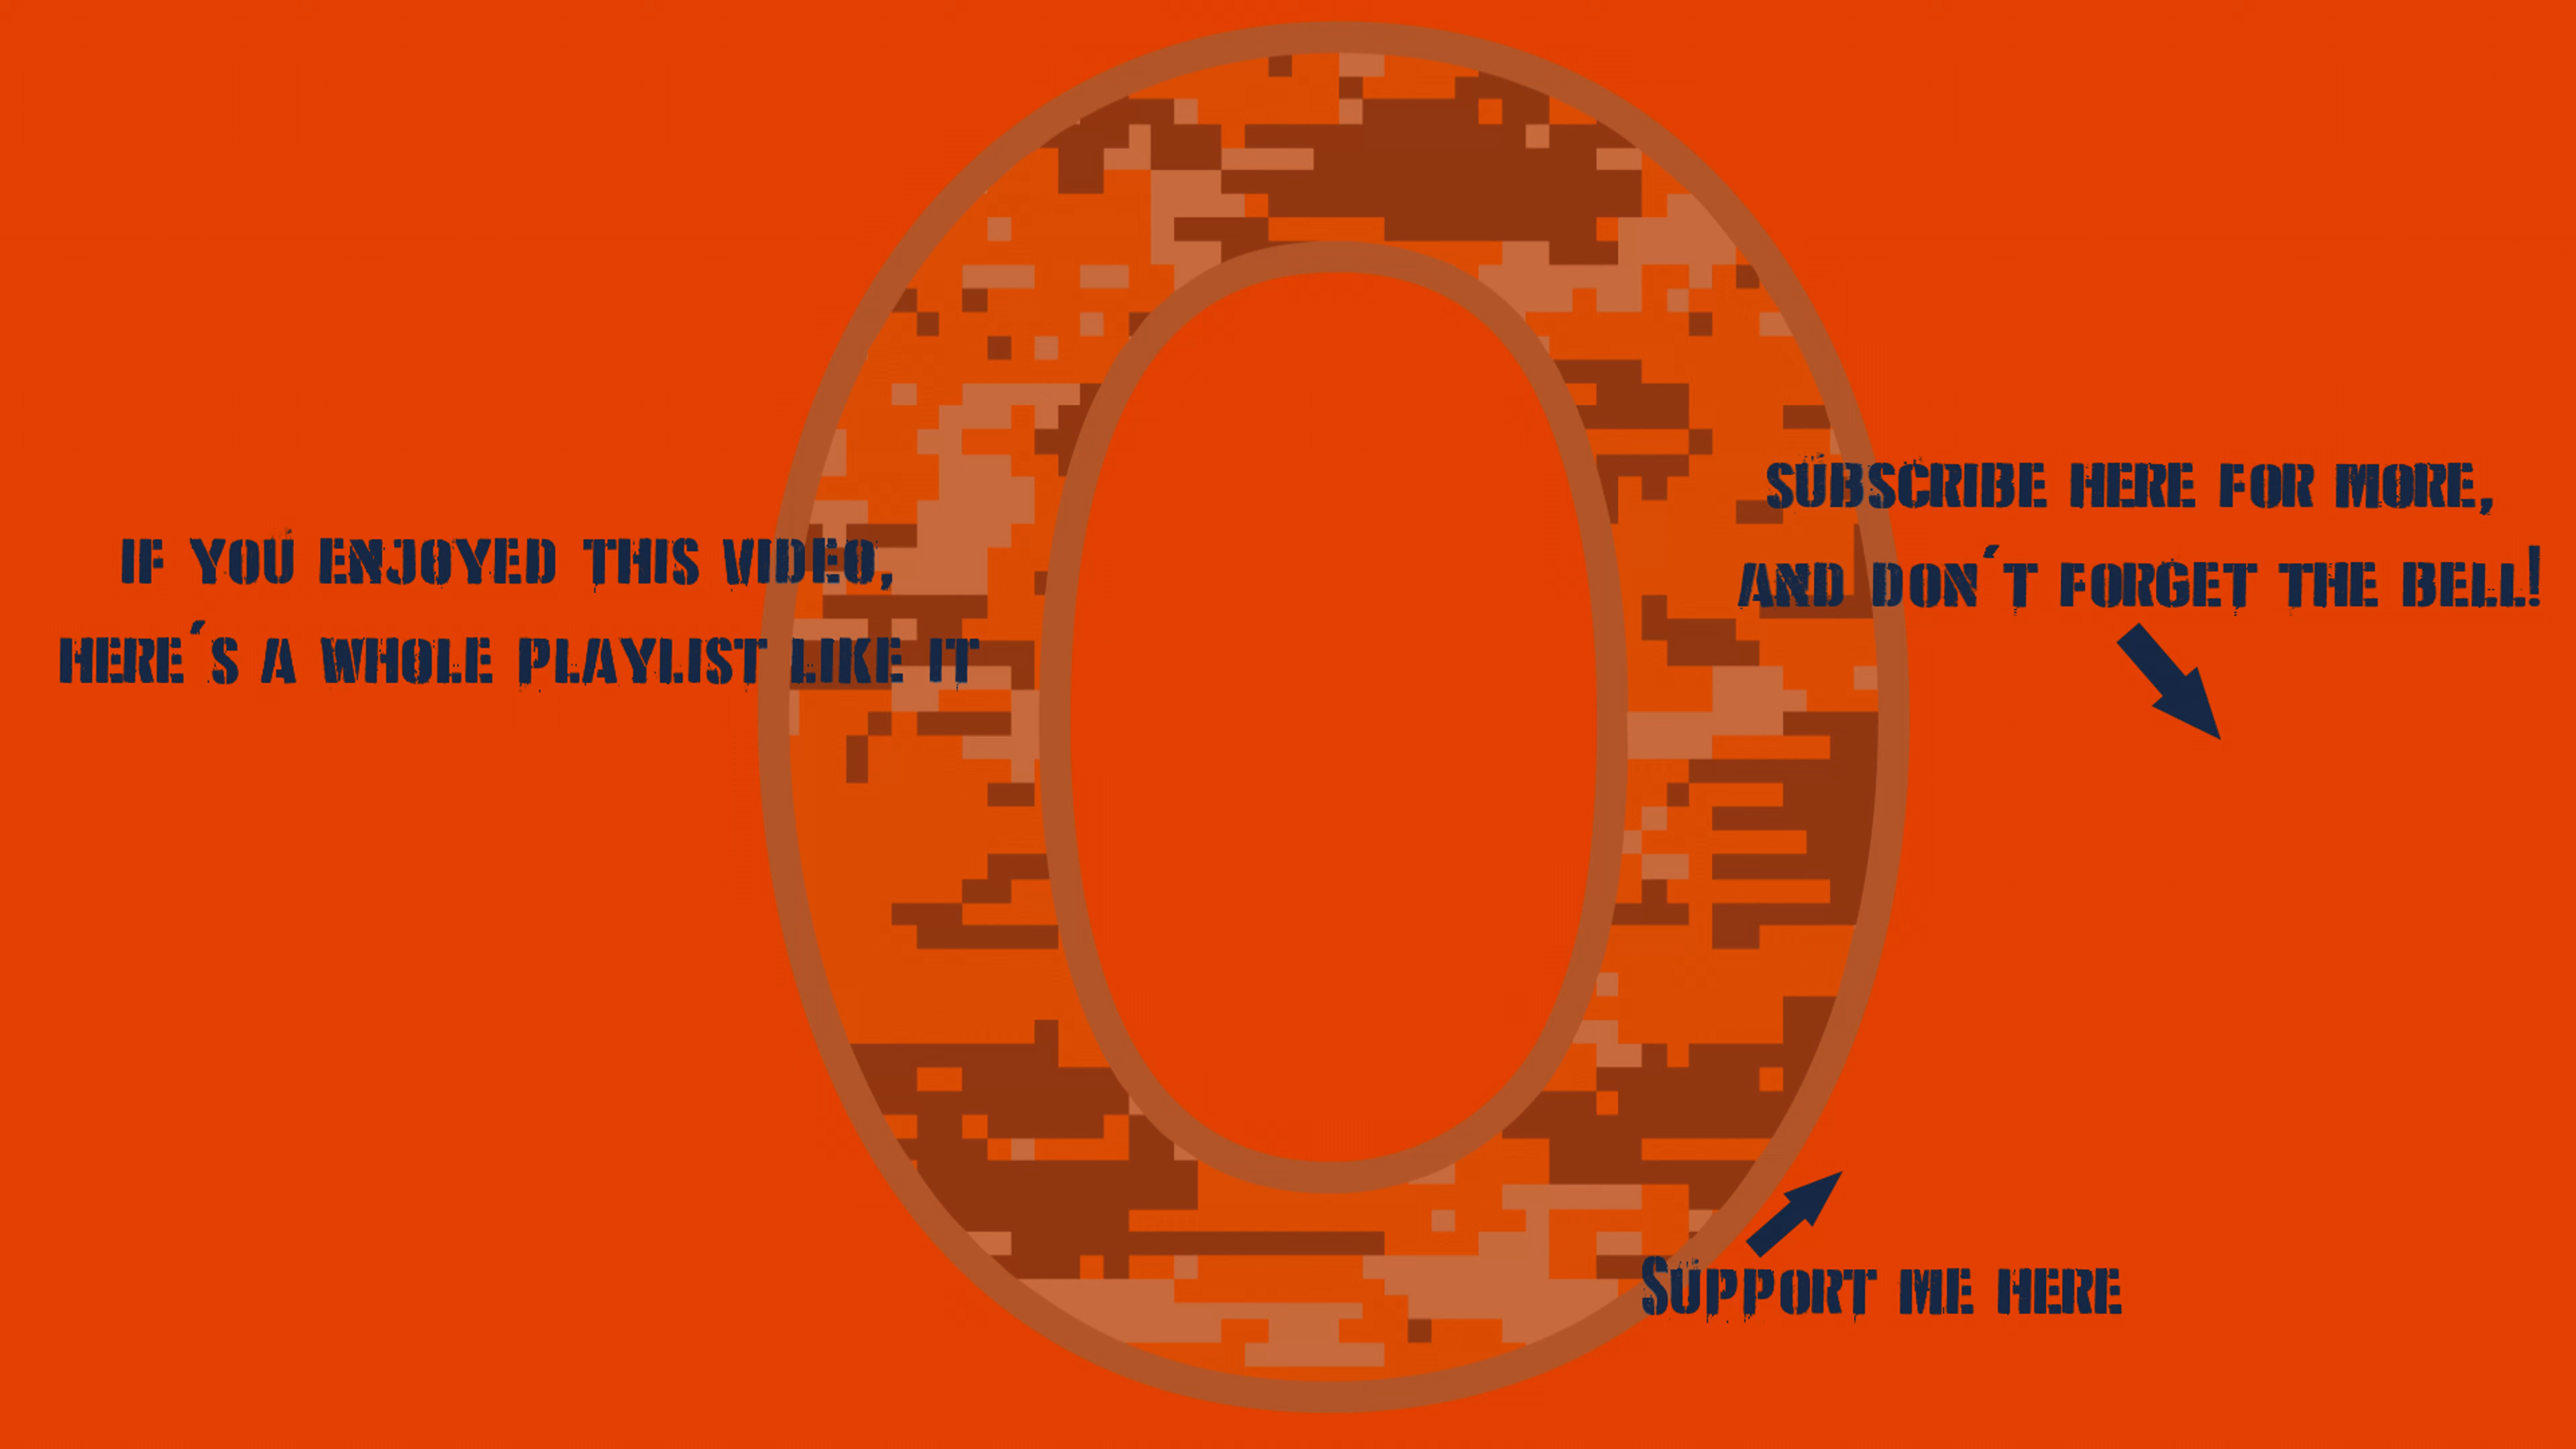 IF YOU ENJOYED THIS VIDEO,
HERE´S A WHOLE PLAYLIST LIKE IT
SUBSCRIBE HERE FOR MORE,
AND DON´T FORGET THE BELL!
SUPPORT ME HERE
O